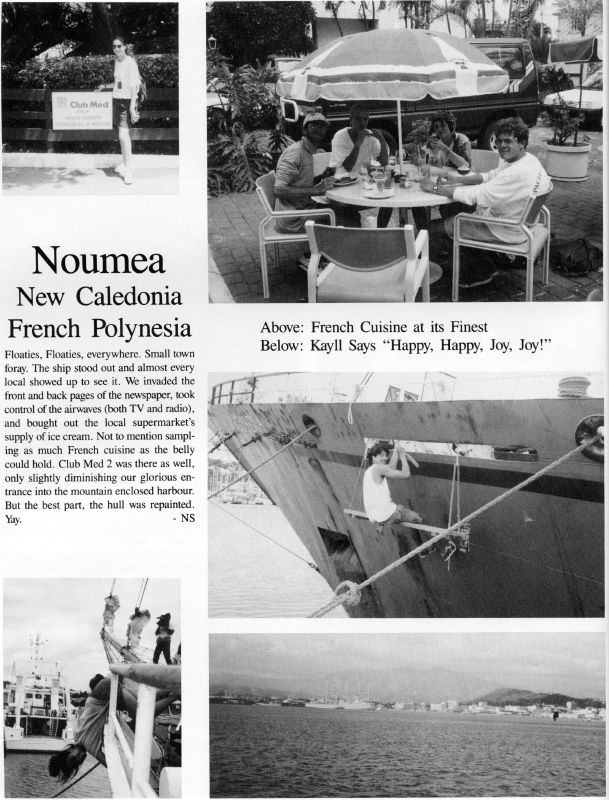 Club Med
Noumea
New Caledonia
French Polynesia
Floaties, Floaties, everywhere. Small town
foray. The ship stood out and almost every
local showed up to see it. We invaded the
front and back pages of the newspaper, took
control of the airwaves (both TV and radio),
and bought out the local supermarket's
supply of ice cream. Not to mention sampl-
ing as much French cuisine as the belly
could hold. Club Med 2 was there as well,
only slightly diminishing our glorious en-
trance into the mountain enclosed harbour.
But the best part, the hull was repainted.
Yay. - NS
Above: French Cuisine at its Finest
Below: Kayll Says “Happy, Happy, Joy, Joy!”